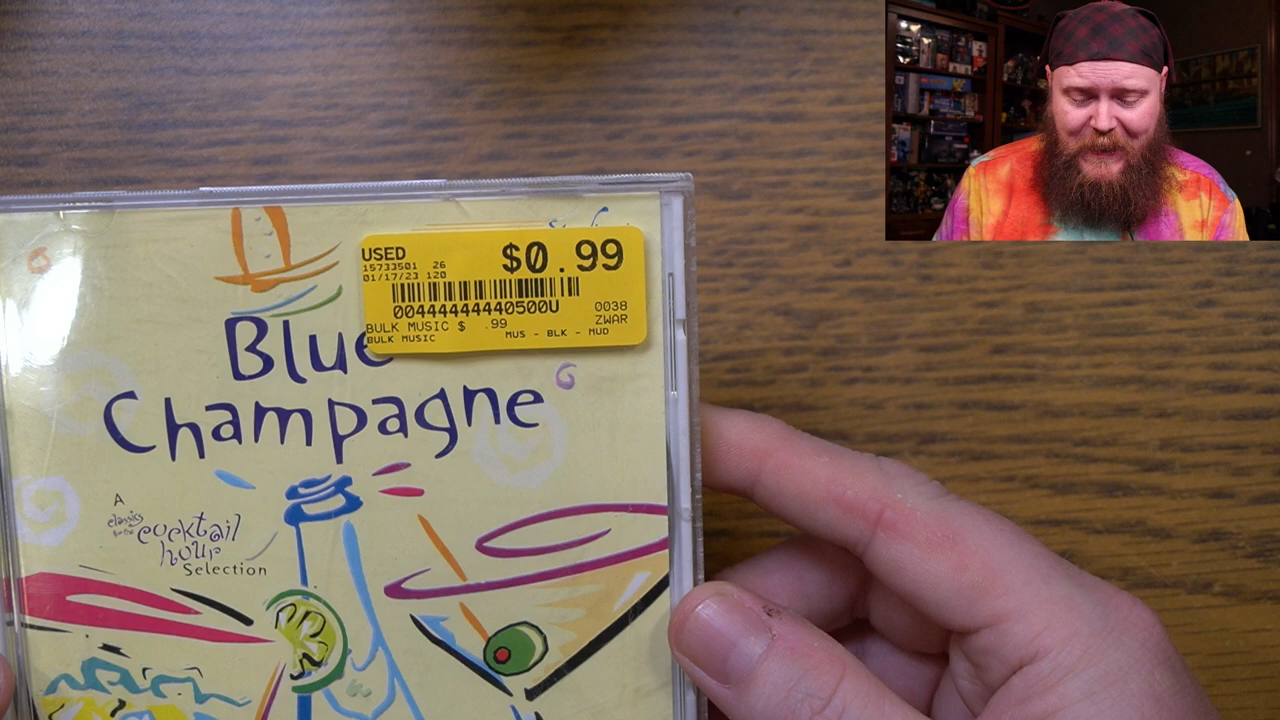 USED
$0.99
15733501 26
01/17/23 120
00444444440500U
0038
ZWAR
BULK MUSIC $ .99
BULK MUSIC
MUS - BLK - MUD
Blue
Champagne
A
classics
for the
cocktail
hour
Selection